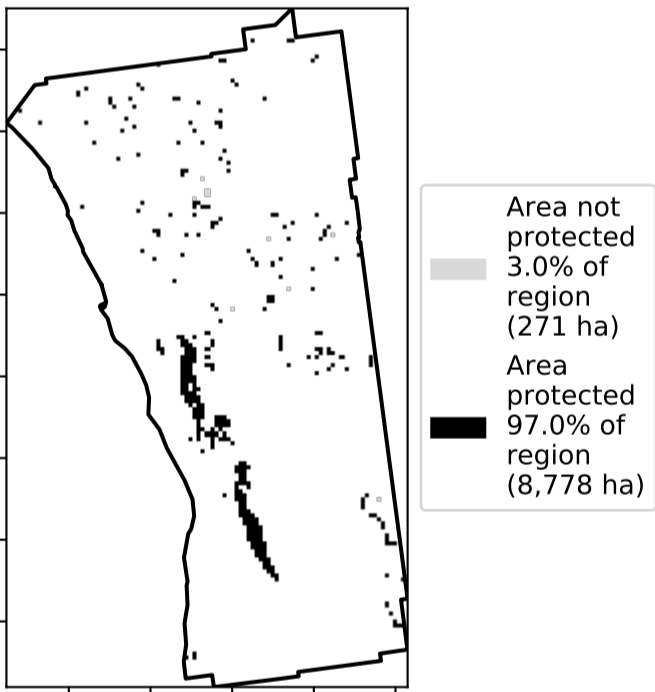 Area not
protected
3.0% of
region
(271 ha)
Area
protected
97.0% of
region
(8,778 ha)